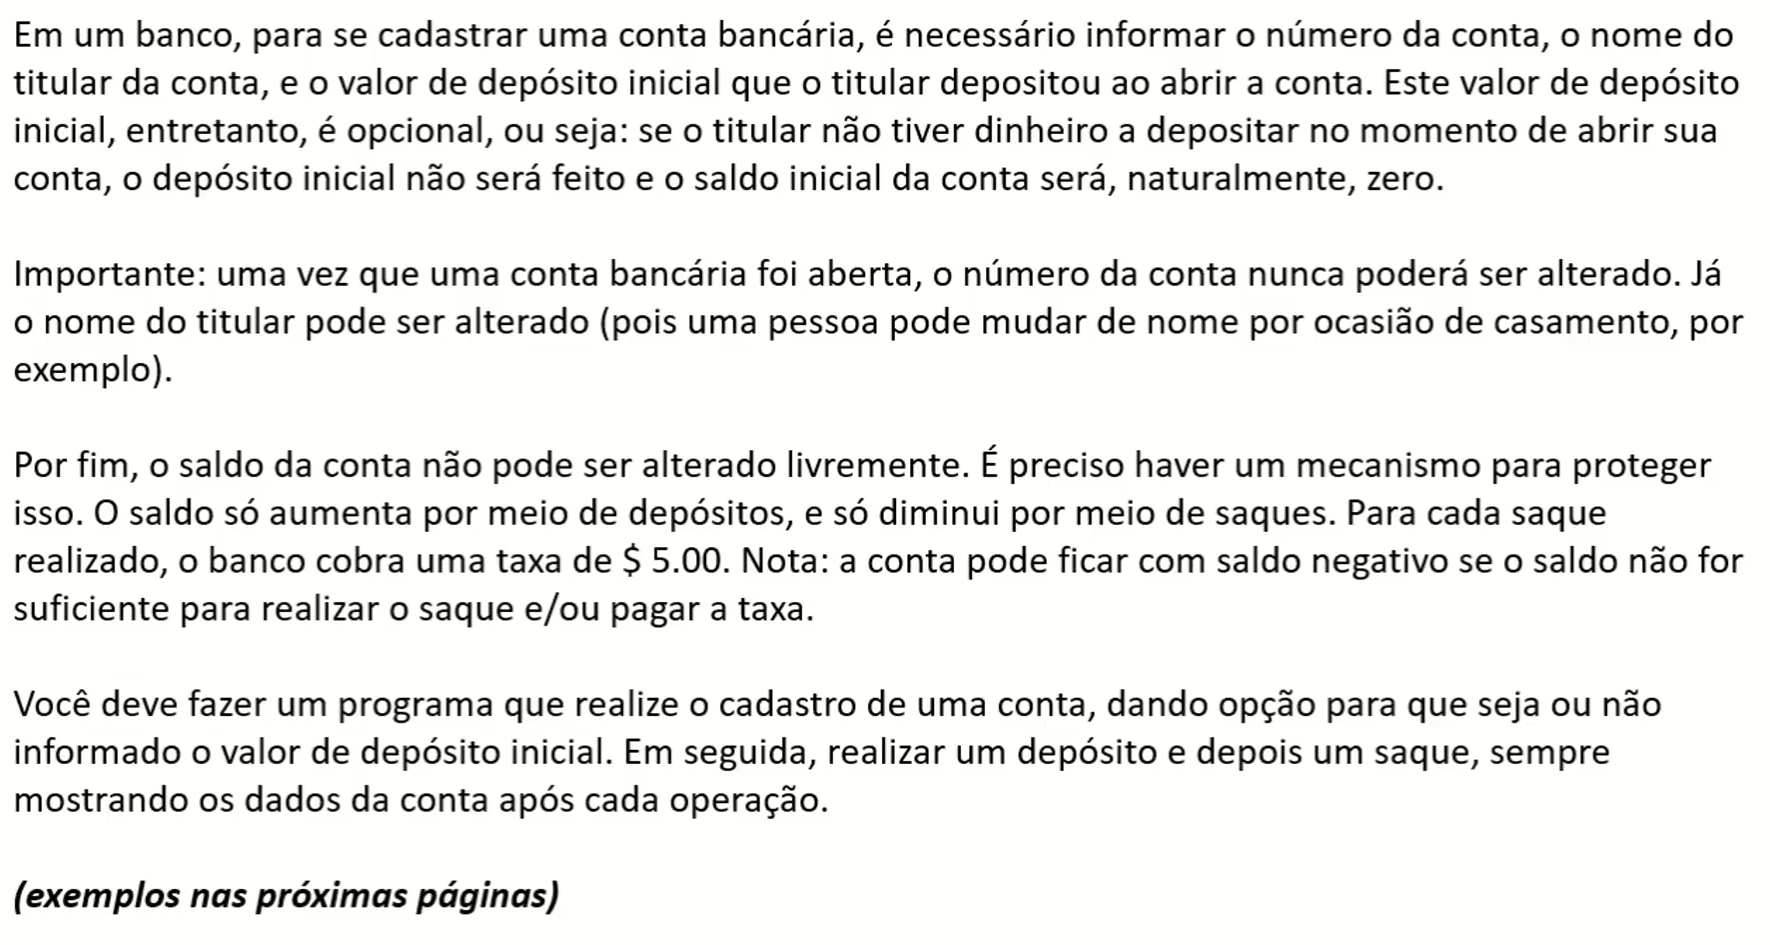 Em um banco, para se cadastrar uma conta bancária, é necessário informar o número da conta, o nome do
titular da conta, e o valor de depósito inicial que o titular depositou ao abrir a conta. Este valor de depósito
inicial, entretanto, é opcional, ou seja: se o titular não tiver dinheiro a depositar no momento de abrir sua
conta, o depósito inicial não será feito e o saldo inicial da conta será, naturalmente, zero.
Importante: uma vez que uma conta bancária foi aberta, o número da conta nunca poderá ser alterado. Já
o nome do titular pode ser alterado (pois uma pessoa pode mudar de nome por ocasião de casamento, por
exemplo).
Por fim, o saldo da conta não pode ser alterado livremente. É preciso haver um mecanismo para proteger
isso. O saldo só aumenta por meio de depósitos, e só diminui por meio de saques. Para cada saque
realizado, o banco cobra uma taxa de $ 5.00. Nota: a conta pode ficar com saldo negativo se o saldo não for
suficiente para realizar o saque e/ou pagar a taxa.
Você deve fazer um programa que realize o cadastro de uma conta, dando opção para que seja ou não
informado o valor de depósito inicial. Em seguida, realizar um depósito e depois um saque, sempre
mostrando os dados da conta após cada operação.
(exemplos nas próximas páginas)